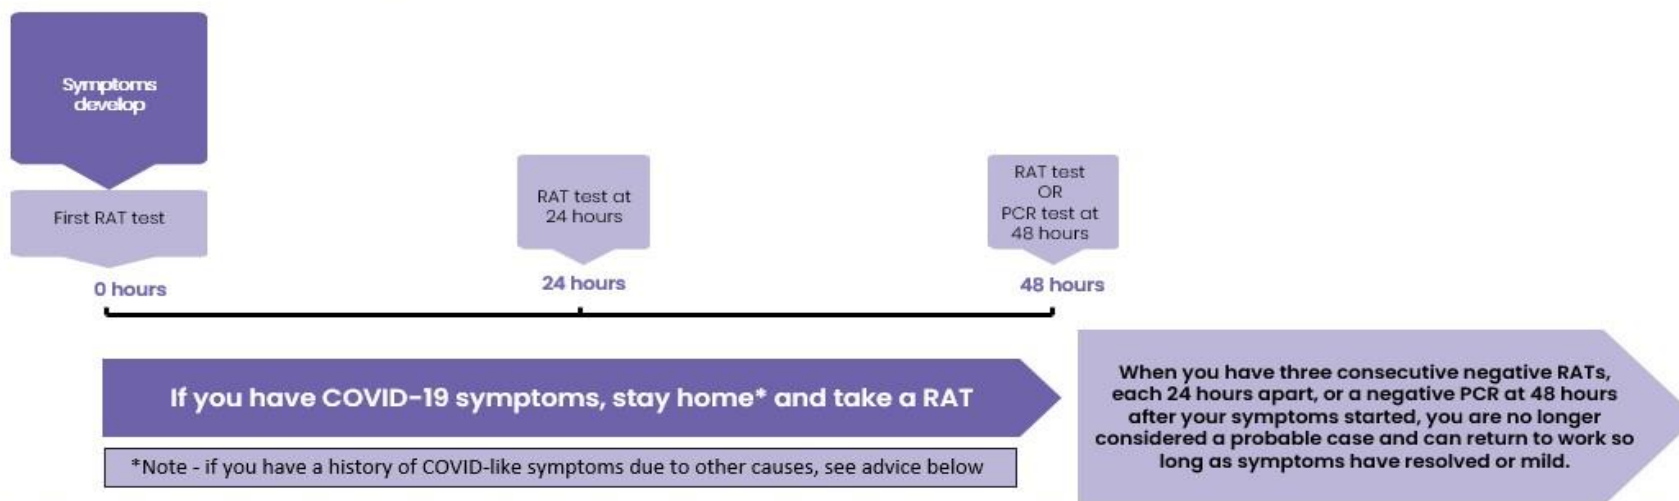 Symptoms
develop
First RAT test
0 hours
RAT test at
24 hours
24 hours
RAT test
OR
PCR test at
48 hours
48 hours
If you have COVID-19 symptoms, stay home* and take a RAT
*Note - if you have a history of COVID-like symptoms due to other causes, see advice below
When you have three consecutive negative RATs,
each 24 hours apart, or a negative PCR at 48 hours
after your symptoms started, you are no longer
considered a probable case and can return to work so
long as symptoms have resolved or mild.